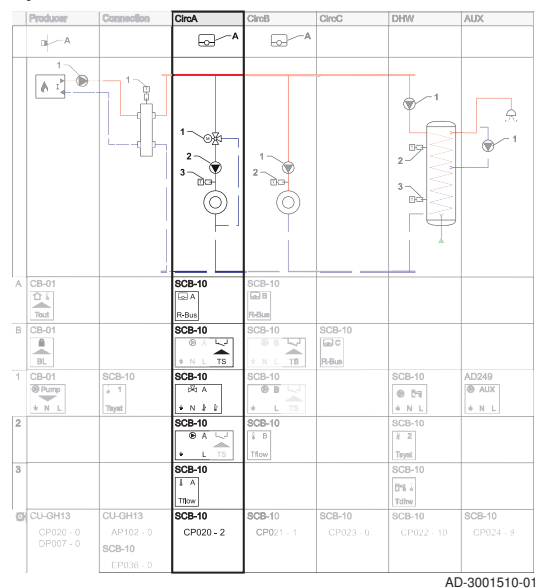 Producer Connection CircA CircB CircC DHW AUX
A A A
1 1 1 2 3 1 2 1 2 3 1
I M T T T T
A CB-01 SCB-10 SCB-10
Tout A R-Bus B R-Bus
B CB-01 SCB-10 SCB-10 SCB-10
BL A N L TS B N L TS C R-Bus
1 CB-01 SCB-10 SCB-10 SCB-10 SCB-10 AD249
Pump N L 1 Tsyst A N B L TS N L AUX N L
2 SCB-10 SCB-10 SCB-10
A L TS B Tflow 2 Tsyst
3 SCB-10 SCB-10
A Tflow Tdhw
CU-GH13 CU-GH13 SCB-10 SCB-10 SCB-10 SCB-10 SCB-10
CP020 - 0 AP102 - 0 CP020 - 2 CP021 - 1 CP023 - 0 CP022 - 10 CP024 - 9
DP007 - 0
SCB-10
EP036 - 0
AD-3001510-01